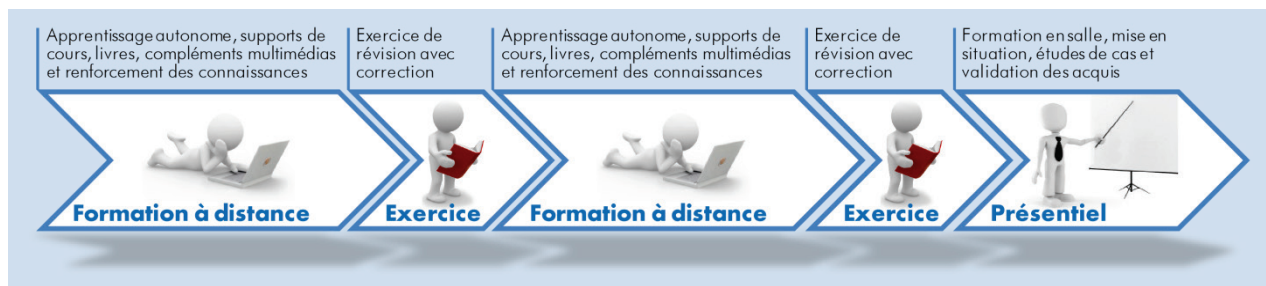 Apprentissage autonome, supports de
cours, livres, compléments multimédias
et renforcement des connaissances
Formation à distance
Exercice de
révision avec
correction
Exercice
Apprentissage autonome, supports de
cours, livres, compléments multimédias
et renforcement des connaissances
Formation à distance
Exercice de
révision avec
correction
Exercice
Formation en salle, mise en
situation, études de cas et
validation des acquis
Présentiel